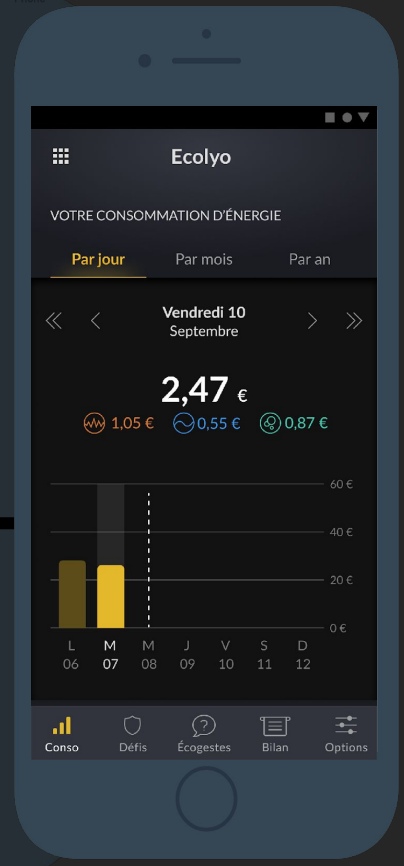 Ecolyo
VOTRE CONSOMMATION D'ÉNERGIE
Par jour Par mois Par an
Vendredi 10
Septembre
2,47 €
1,05 € 0,55 € 0,87 €
60 €
40 €
20 €
0 €
L M M J V S D
06 07 08 09 10 11 12
?
Conso Défis Écogestes Bilan Options